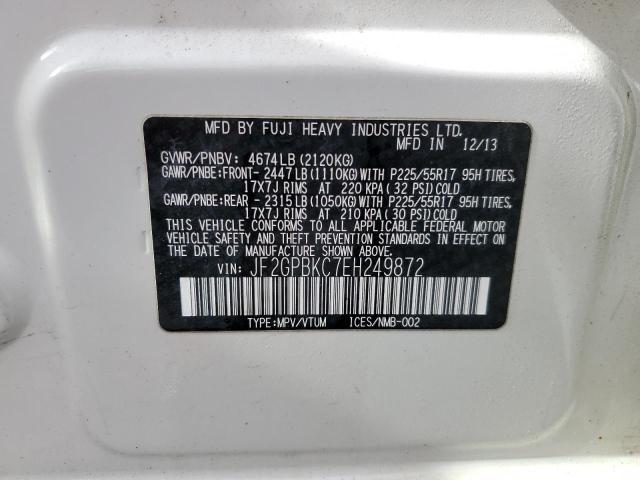 MFD BY FUJI HEAVY INDUSTRIES LTD.
MFD IN 12/13
GVWR/PNBV: 4674LB(2120KG)
GAWR/PNBE:FRONT- 2447LB(1110KG)WITH P225/55R17 95H TIRES,
17X7J RIMS AT 220 KPA(32 PSI)COLD
GAWR/PNBE:REAR - 2315LB(1050KG)WITH P225/55R17 95H TIRES,
17X7J RIMS AT 210 KPA(30 PSI)COLD
THIS VEHICLE CONFORMS TO ALL APPLICABLE FEDERAL MOTOR
VEHICLE SAFETY AND THEFT PREVENTION STANDARDS IN EFFECT ON
THE DATE OF MANUFACTURE SHOWN ABOVE.
VIN: JF2GPBKC7EH249872
TYPE:MPV/VTUM ICES/NMB-002